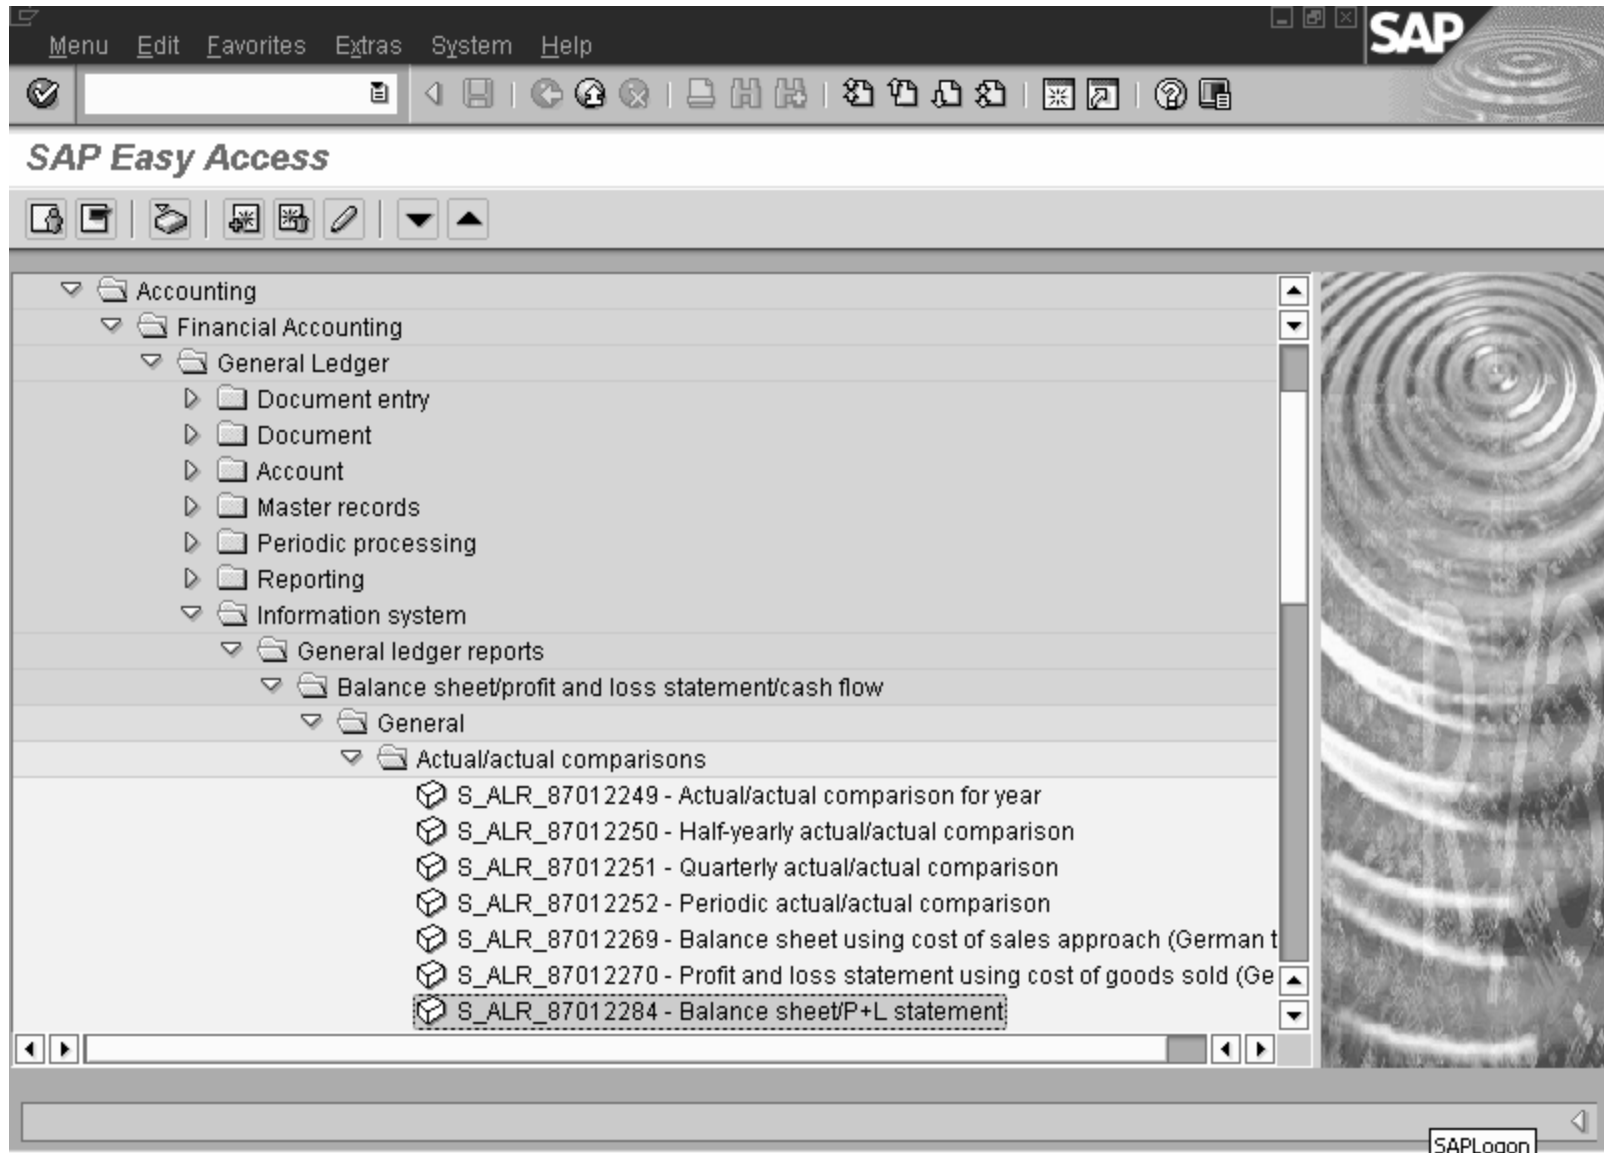 Menu Edit Favorites Extras System Help
SAP
SAP Easy Access
Accounting
Financial Accounting
General Ledger
Document entry
Document
Account
Master records
Periodic processing
Reporting
Information system
General ledger reports
Balance sheet/profit and loss statement/cash flow
General
Actual/actual comparisons
S_ALR_87012249 - Actual/actual comparison for year
S_ALR_87012250 - Half-yearly actual/actual comparison
S_ALR_87012251 - Quarterly actual/actual comparison
S_ALR_87012252 - Periodic actual/actual comparison
S_ALR_87012269 - Balance sheet using cost of sales approach (German t
S_ALR_87012270 - Profit and loss statement using cost of goods sold (Ge
S_ALR_87012284 - Balance sheet/P+L statement
SAPLogon